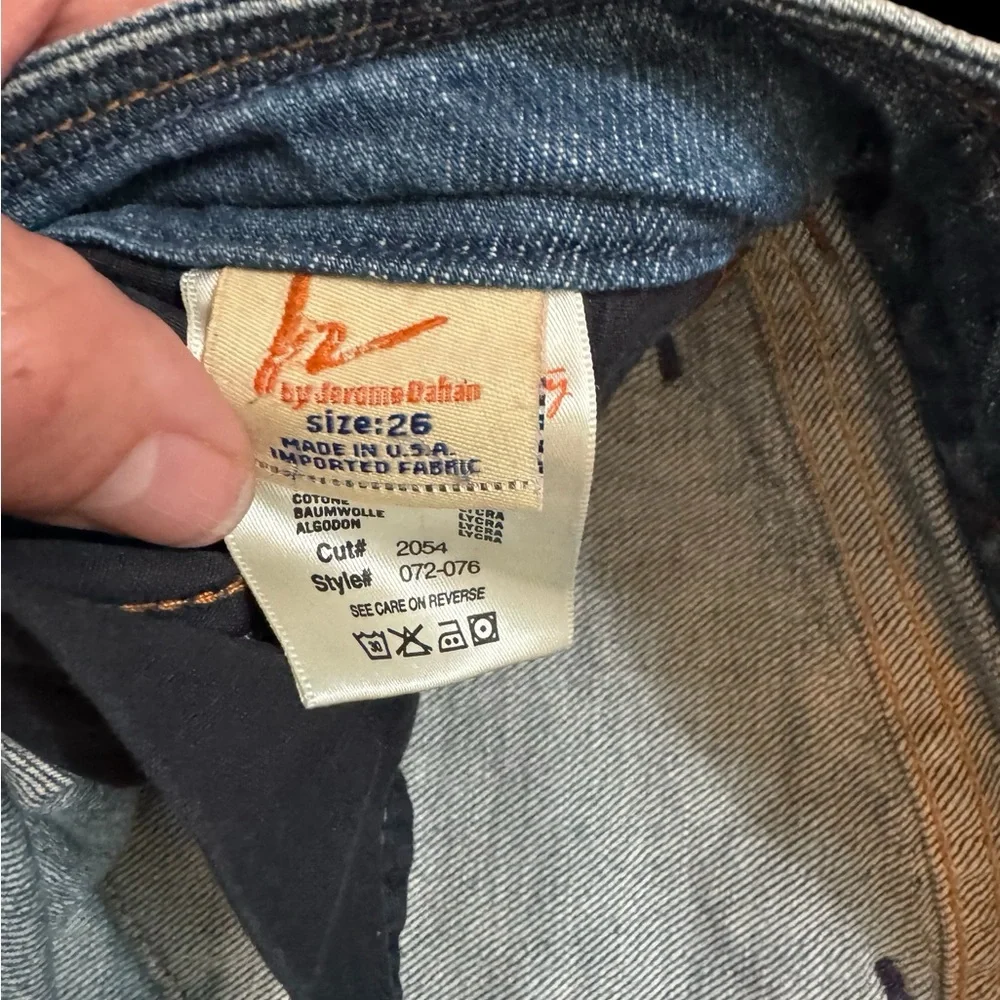 by Jerome Dahan
size:26
MADE IN U.S.A.
IMPORTED FABRIC
COTONE
BAUMWOLLE
ALGODON
LYCRA
LYCRA
LYCRA
LYCRA
Cut# 2054
Style# 072-076
SEE CARE ON REVERSE